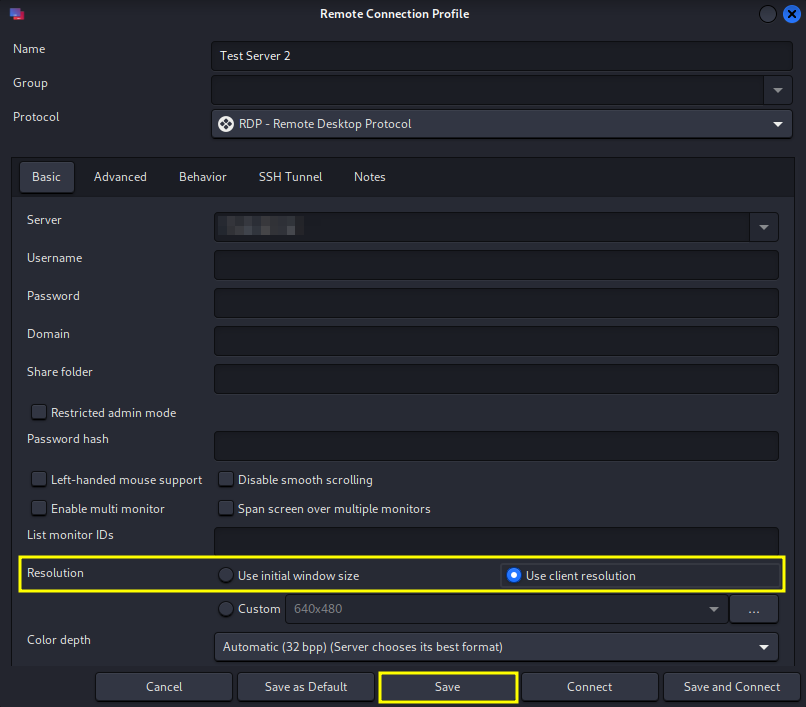 Remote Connection Profile
Name Test Server 2
Group
Protocol RDP - Remote Desktop Protocol
Basic Advanced Behavior SSH Tunnel Notes
Server
Username
Password
Domain
Share folder
Restricted admin mode
Password hash
Left-handed mouse support Disable smooth scrolling
Enable multi monitor Span screen over multiple monitors
List monitor IDs
Resolution Use initial window size Use client resolution
Custom 640x480 ...
Color depth Automatic (32 bpp) (Server chooses its best format)
Cancel Save as Default Save Connect Save and Connect